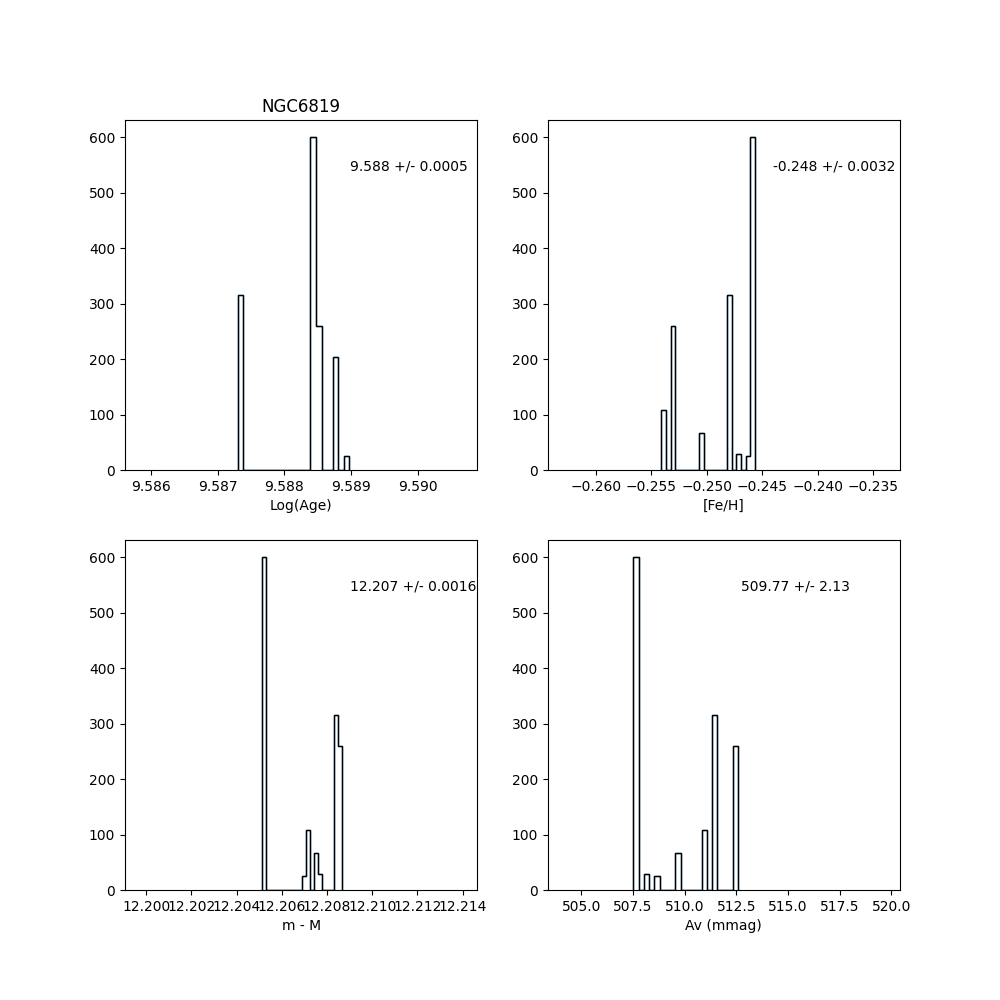 NGC6819
600
500
400
300
200
100
0
9.588 +/- 0.0005
9.586 9.587 9.588 9.589 9.590
Log(Age)
600
500
400
300
200
100
0
-0.248 +/- 0.0032
−0.260 −0.255 −0.250 −0.245 −0.240 −0.235
[Fe/H]
600
500
400
300
200
100
0
12.207 +/- 0.0016
12.200 12.202 12.204 12.206 12.208 12.210 12.212 12.214
m - M
600
500
400
300
200
100
0
509.77 +/- 2.13
505.0 507.5 510.0 512.5 515.0 517.5 520.0
Av (mmag)